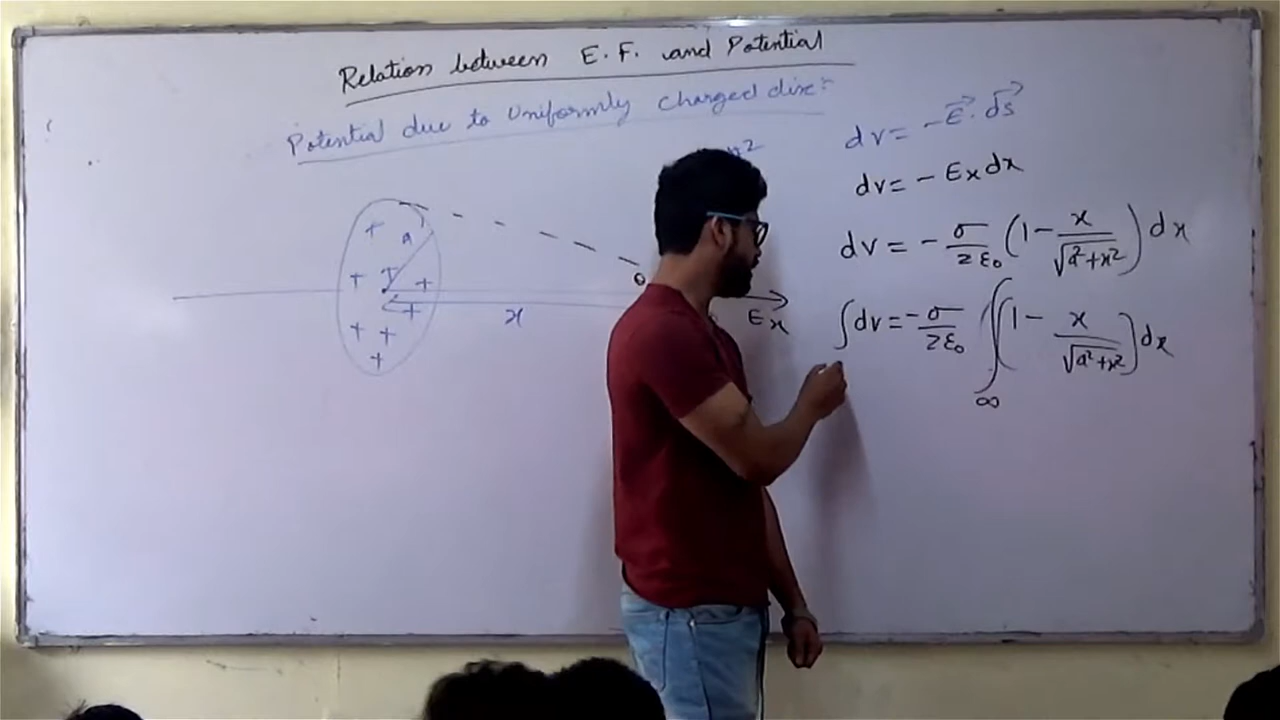 Relation between E.F. and Potential
Potential due to Uniformly Charged disc:-
dv = -E⃗.ds⃗
dv = - Ex dx
dv = - σ/2ε₀ (1 - x/√a²+x²) dx
∫dv = -σ/2ε₀ ∫∞ (1 - x/√a²+x²) dx
a
x
Ex